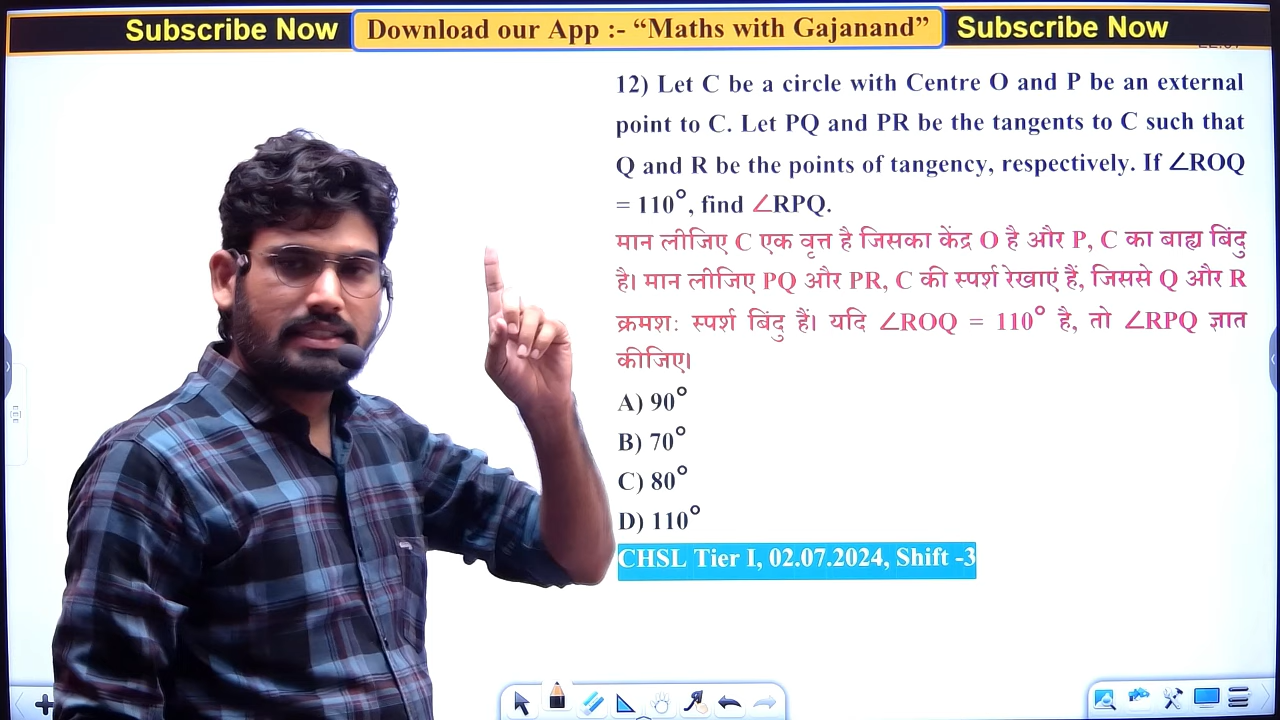 Subscribe Now Download our App :- “Maths with Gajanand” Subscribe Now
12) Let C be a circle with Centre O and P be an external
point to C. Let PQ and PR be the tangents to C such that
Q and R be the points of tangency, respectively. If ∠ROQ
= 110°, find ∠RPQ.
मान लीजिए C एक वृत्त है जिसका केंद्र O है और P, C का बाह्य बिंदु
है। मान लीजिए PQ और PR, C की स्पर्श रेखाएं हैं, जिससे Q और R
क्रमश: स्पर्श बिंदु हैं। यदि ∠ROQ = 110° है, तो ∠RPQ ज्ञात
कीजिए।
A) 90°
B) 70°
C) 80°
D) 110°
CHSL Tier I, 02.07.2024, Shift -3